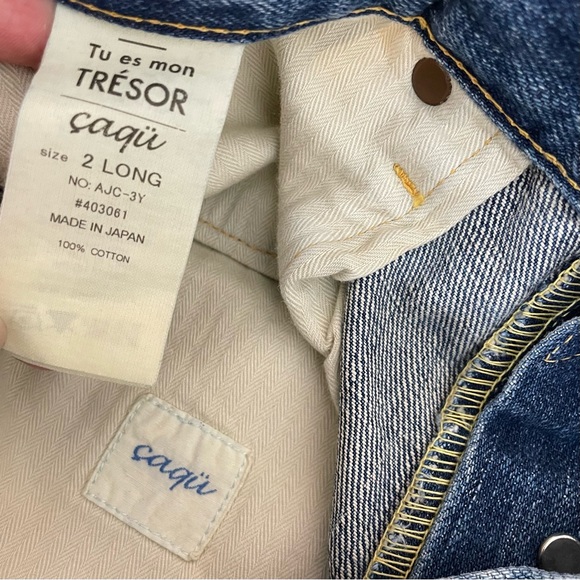 Tu es mon
TRÉSOR
çaqü
size 2 LONG
NO: AJC-3Y
#403061
MADE IN JAPAN
100% COTTON
çaqü